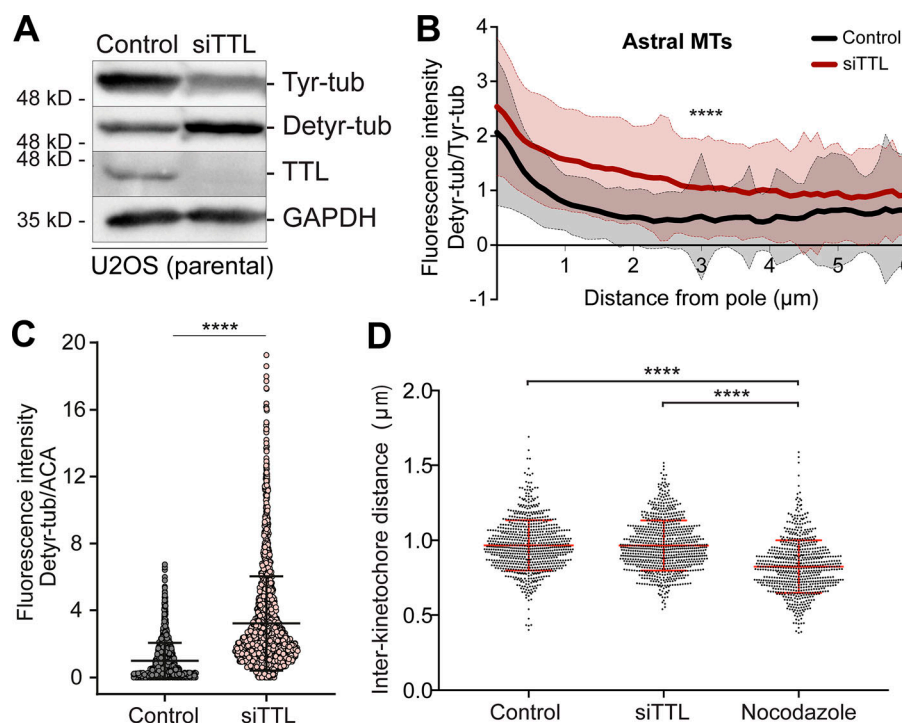 A
Control siTTL
48 kD -
- Tyr-tub
48 kD -
- Detyr-tub
48 kD -
- TTL
35 kD -
- GAPDH
U2OS (parental)
B
Astral MTs
Control
siTTL
Fluorescence intensity
Detyr-tub/Tyr-tub
4
3
2
1
0
-1
****
1 2 3 4 5 6
Distance from pole (µm)
C
****
Fluorescence intensity
Detyr-tub/ACA
20
16
12
8
4
0
Control siTTL
D
****
****
Inter-kinetochore distance (µm)
2.0
1.5
1.0
0.5
0.0
Control siTTL Nocodazole